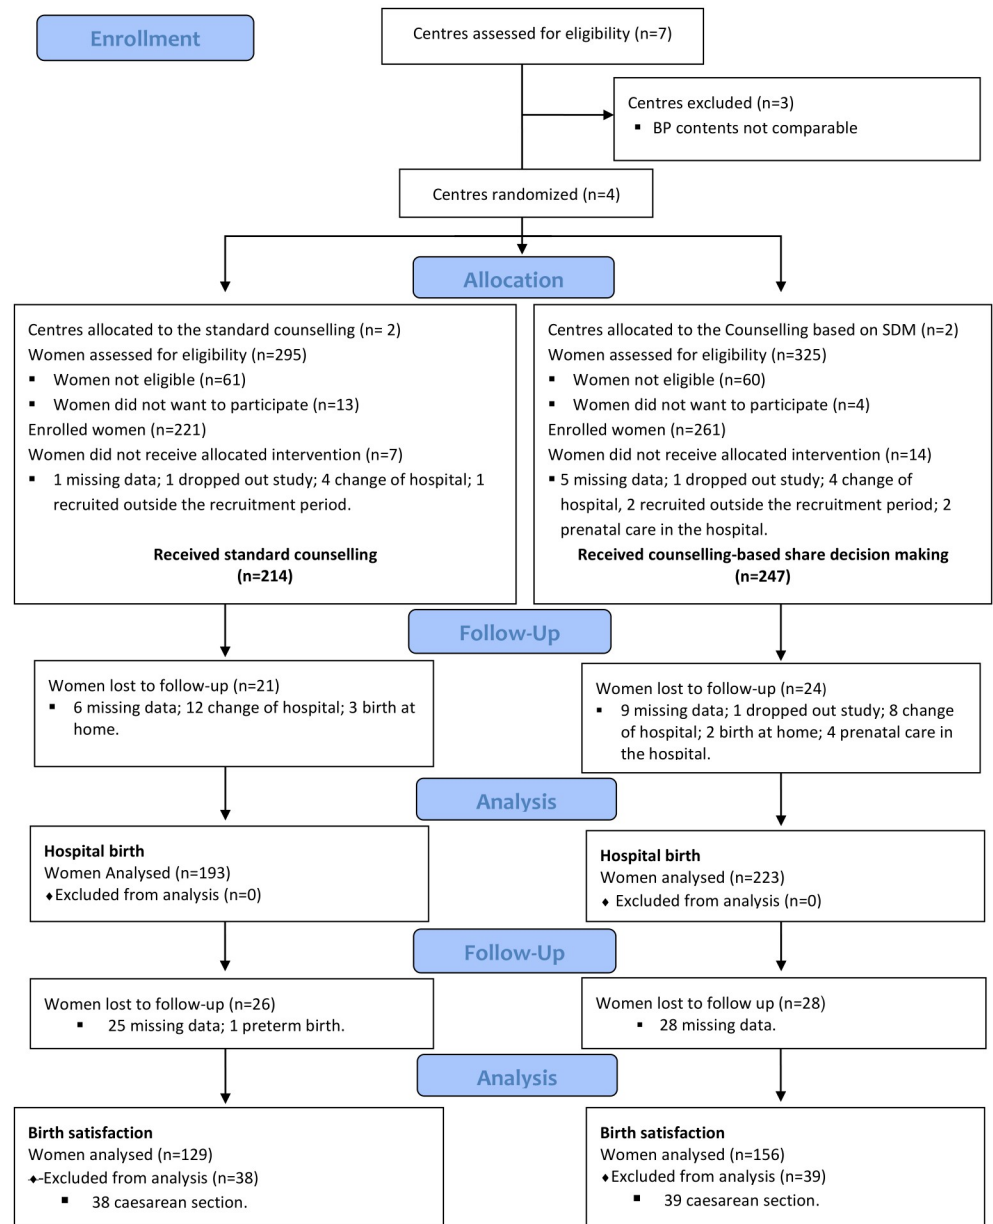 Enrollment
Centres assessed for eligibility (n=7)
Centres excluded (n=3)
▪ BP contents not comparable
Centres randomized (n=4)
Allocation
Centres allocated to the standard counselling (n= 2)
Women assessed for eligibility (n=295)
▪ Women not eligible (n=61)
▪ Women did not want to participate (n=13)
Enrolled women (n=221)
Women did not receive allocated intervention (n=7)
▪ 1 missing data; 1 dropped out study; 4 change of hospital; 1
recruited outside the recruitment period.
Received standard counselling
(n=214)
Centres allocated to the Counselling based on SDM (n=2)
Women assessed for eligibility (n=325)
▪ Women not eligible (n=60)
▪ Women did not want to participate (n=4)
Enrolled women (n=261)
Women did not receive allocated intervention (n=14)
▪ 5 missing data; 1 dropped out study; 4 change of
hospital, 2 recruited outside the recruitment period; 2
prenatal care in the hospital.
Received counselling-based share decision making
(n=247)
Follow-Up
Women lost to follow-up (n=21)
▪ 6 missing data; 12 change of hospital; 3 birth at
home.
Women lost to follow-up (n=24)
▪ 9 missing data; 1 dropped out study; 8 change
of hospital; 2 birth at home; 4 prenatal care in
the hospital.
Analysis
Hospital birth
Women Analysed (n=193)
♦Excluded from analysis (n=0)
Hospital birth
Women analysed (n=223)
♦ Excluded from analysis (n=0)
Follow-Up
Women lost to follow-up (n=26)
▪ 25 missing data; 1 preterm birth.
Women lost to follow up (n=28)
▪ 28 missing data.
Analysis
Birth satisfaction
Women analysed (n=129)
♦-Excluded from analysis (n=38)
▪ 38 caesarean section.
Birth satisfaction
Women analysed (n=156)
♦Excluded from analysis (n=39)
▪ 39 caesarean section.